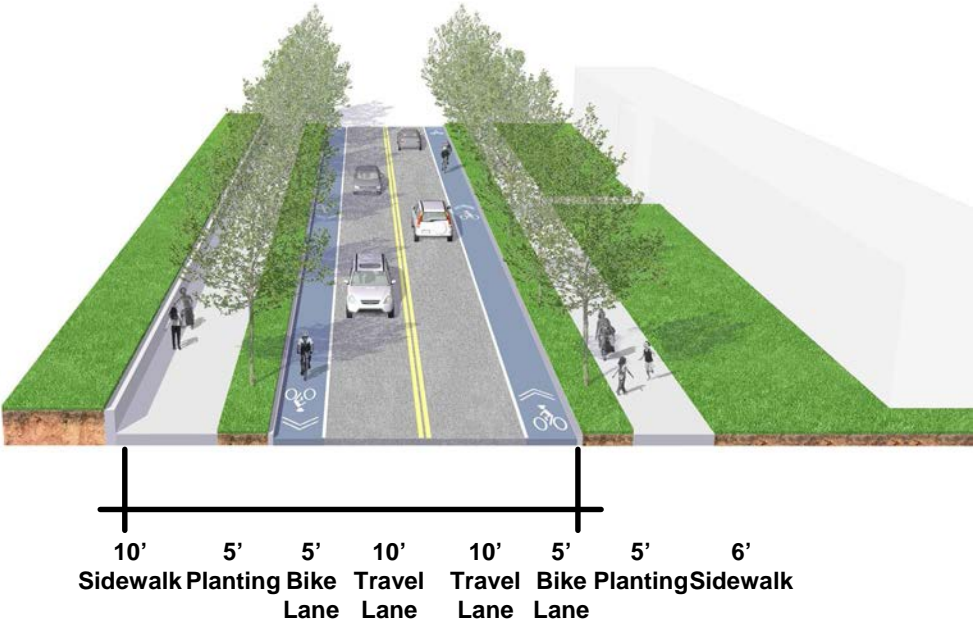 10’ 5’ 5’ 10’ 10’ 5’ 5’ 6’
Sidewalk Planting Bike Travel Travel Bike Planting Sidewalk
Lane Lane Lane Lane